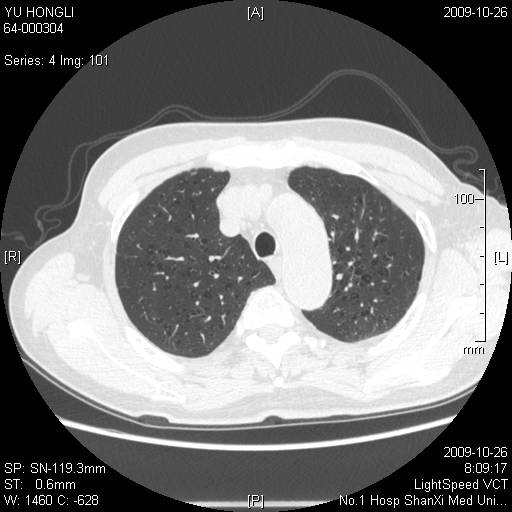 YU HONGLI
64-000304
Series: 4 Img: 101
[A]
2009-10-26
100
[R]
[L]
mm
SP: SN-119.3mm
ST: 0.6mm
W: 1460 C: -628
[P]
2009-10-26
8:09:17
LightSpeed VCT
No.1 Hosp ShanXi Med Uni...